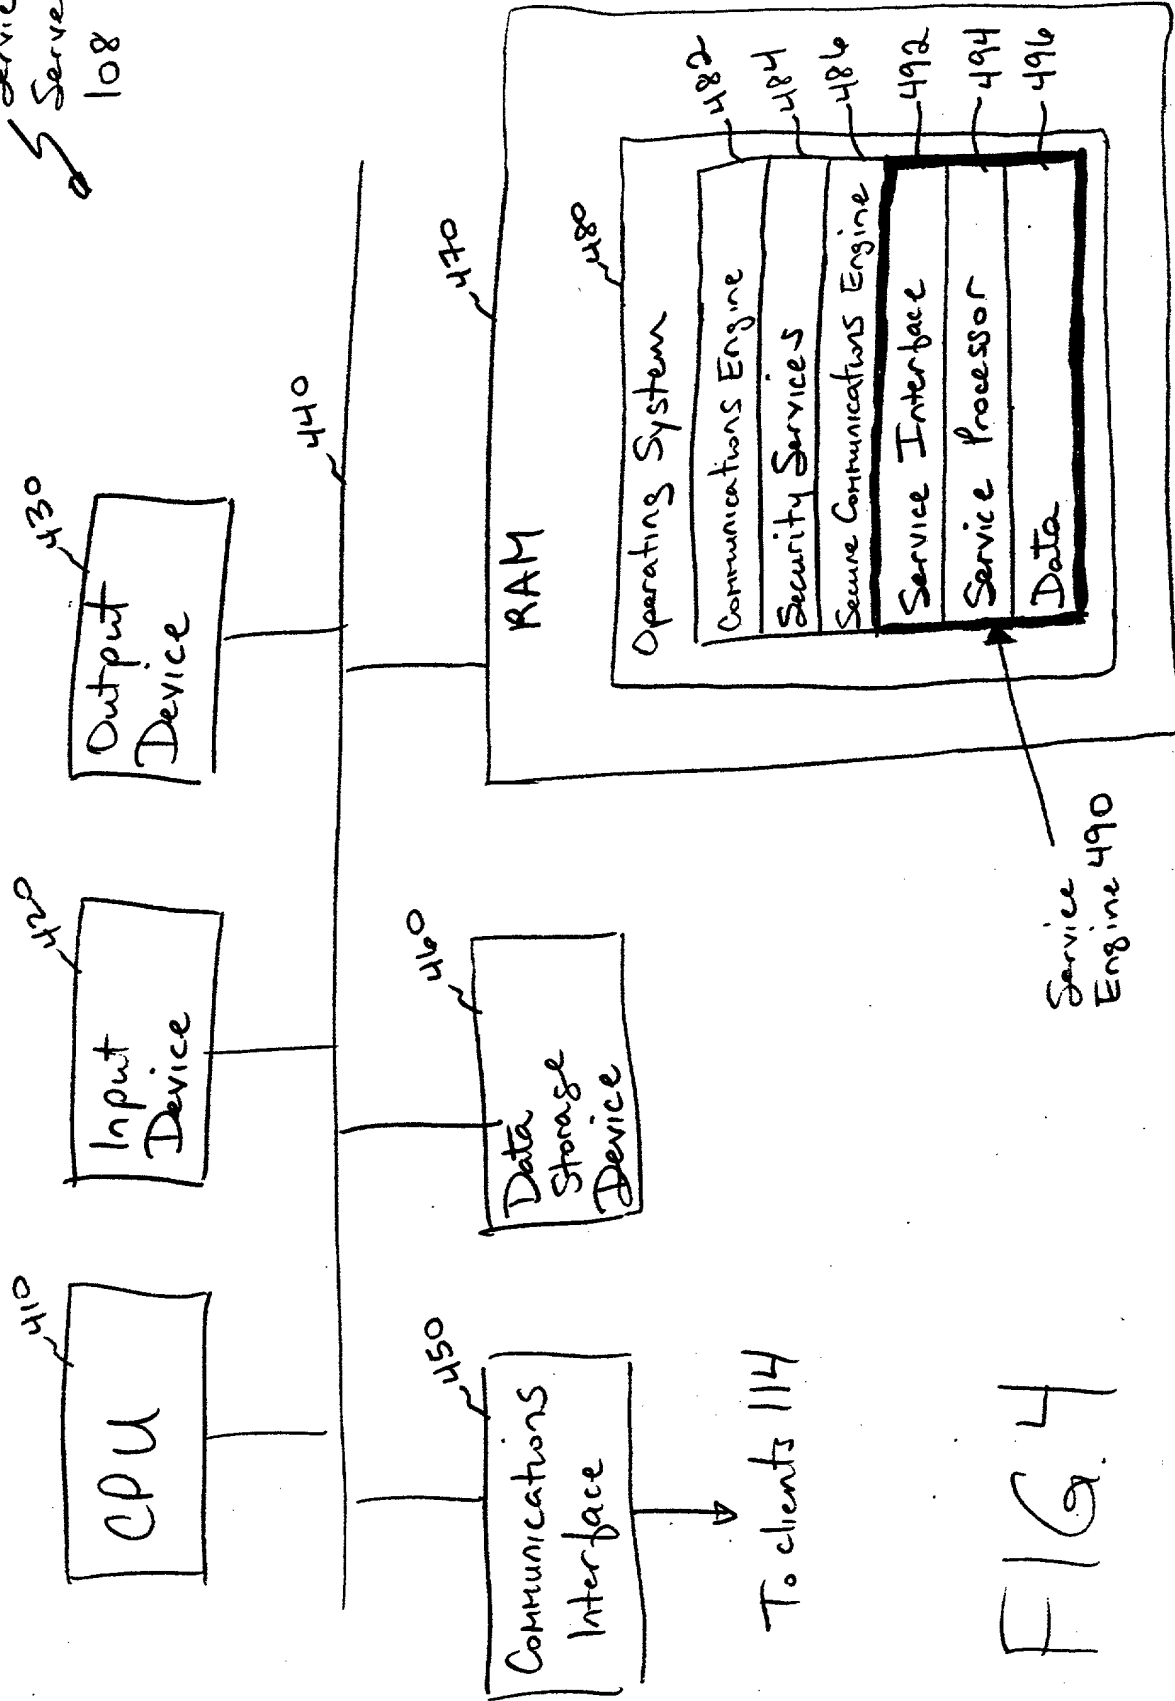 Servic
Serve
108
410
CPU
420
Input
Device
430
Output
Device
440
450
Communications
Interface
To clients 114
460
Data
Storage
Device
470
RAM
480
Operating System
Communications Engine
482
Security Services
484
Secure Communications Engine
486
Service Interface
492
Service Processor
494
Data
496
Service
Engine 490
FIG. 4